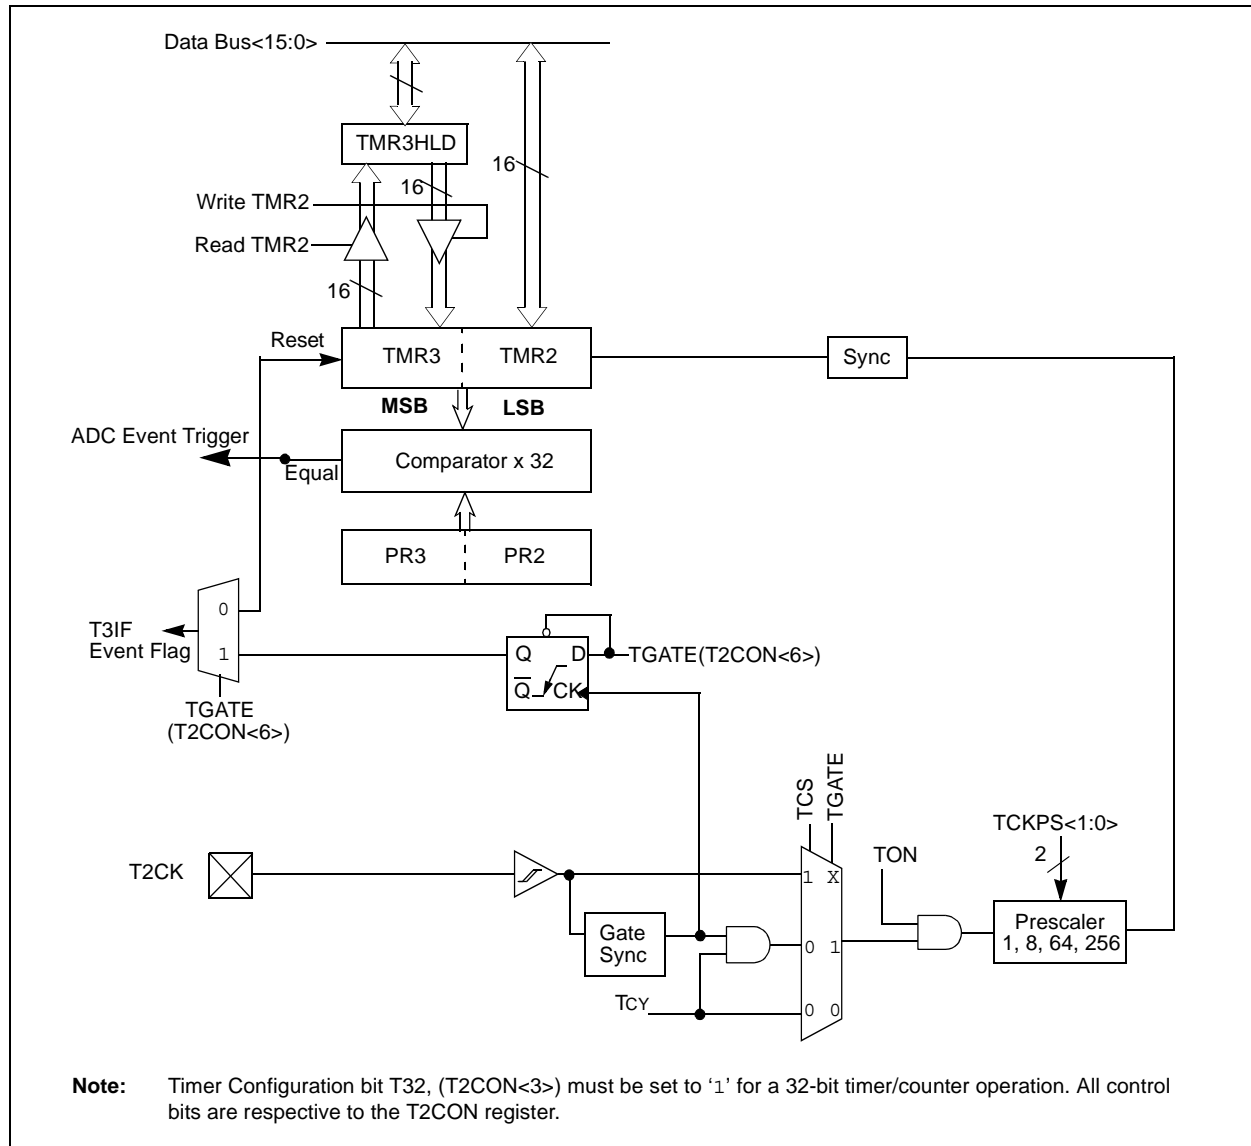 Data Bus<15:0>
TMR3HLD
16
16
Write TMR2
Read TMR2
16
Reset
TMR3
TMR2
Sync
MSB
LSB
ADC Event Trigger
Equal
Comparator x 32
PR3
PR2
0
T3IF
Event Flag
1
Q
D
TGATE(T2CON<6>)
Q
CK
TGATE
(T2CON<6>)
TCS
TGATE
TCKPS<1:0>
2
TON
T2CK
1 X
Prescaler
1, 8, 64, 256
Gate
Sync
0 1
TCY
0 0
Note: Timer Configuration bit T32, (T2CON<3>) must be set to ‘1’ for a 32-bit timer/counter operation. All control
bits are respective to the T2CON register.